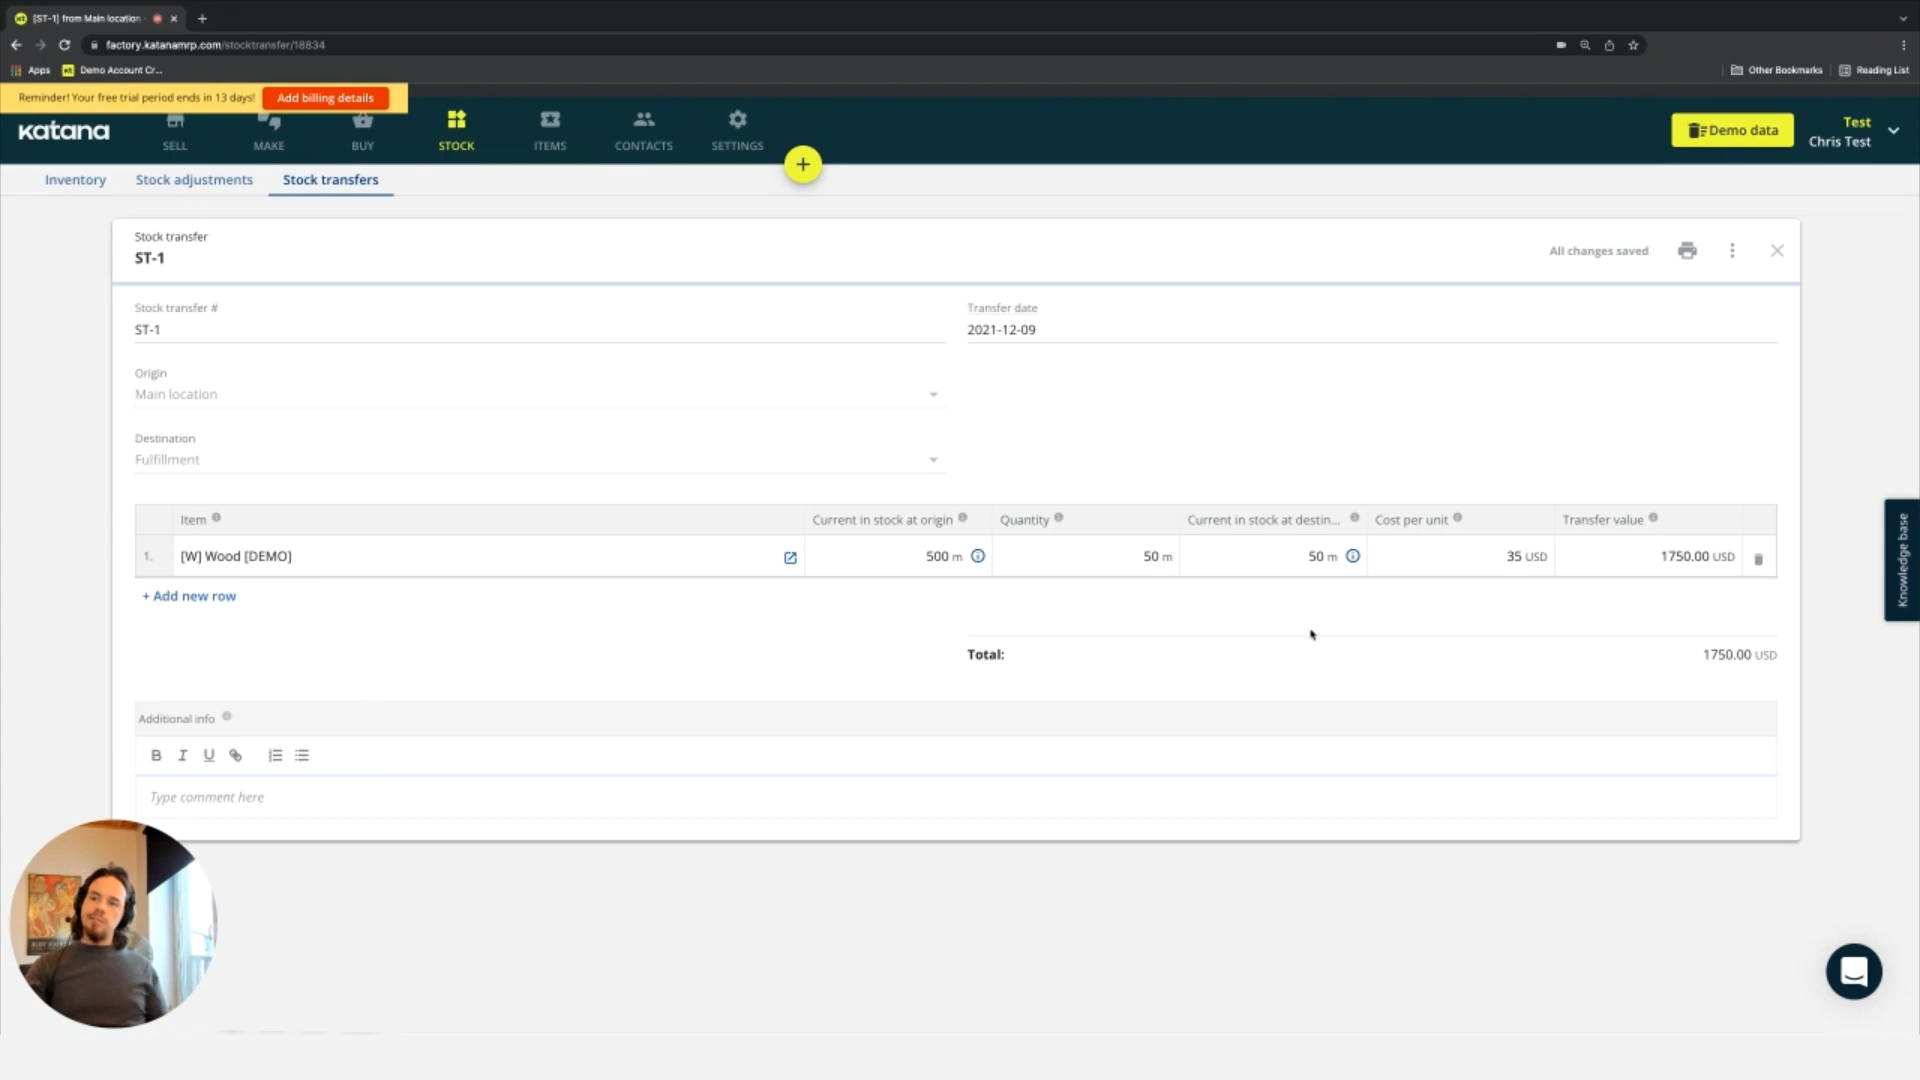 [ST-1] from Main location
factory.katanamrp.com/stocktransfer/18834
Apps
Demo Account Cr...
Other Bookmarks
Reading List
Reminder! Your free trial period ends in 13 days!
Add billing details
katana
SELL
MAKE
BUY
STOCK
ITEMS
CONTACTS
SETTINGS
+
Demo data
Test
Chris Test
Inventory
Stock adjustments
Stock transfers
Stock transfer
ST-1
All changes saved
Stock transfer #
ST-1
Transfer date
2021-12-09
Origin
Main location
Destination
Fulfillment
Item
Current in stock at origin
Quantity
Current in stock at destin...
Cost per unit
Transfer value
1.
[W] Wood [DEMO]
500 m
50 m
50 m
35 USD
1750.00 USD
+ Add new row
Total:
1750.00 USD
Additional info
B I U
Type comment here
Knowledge base